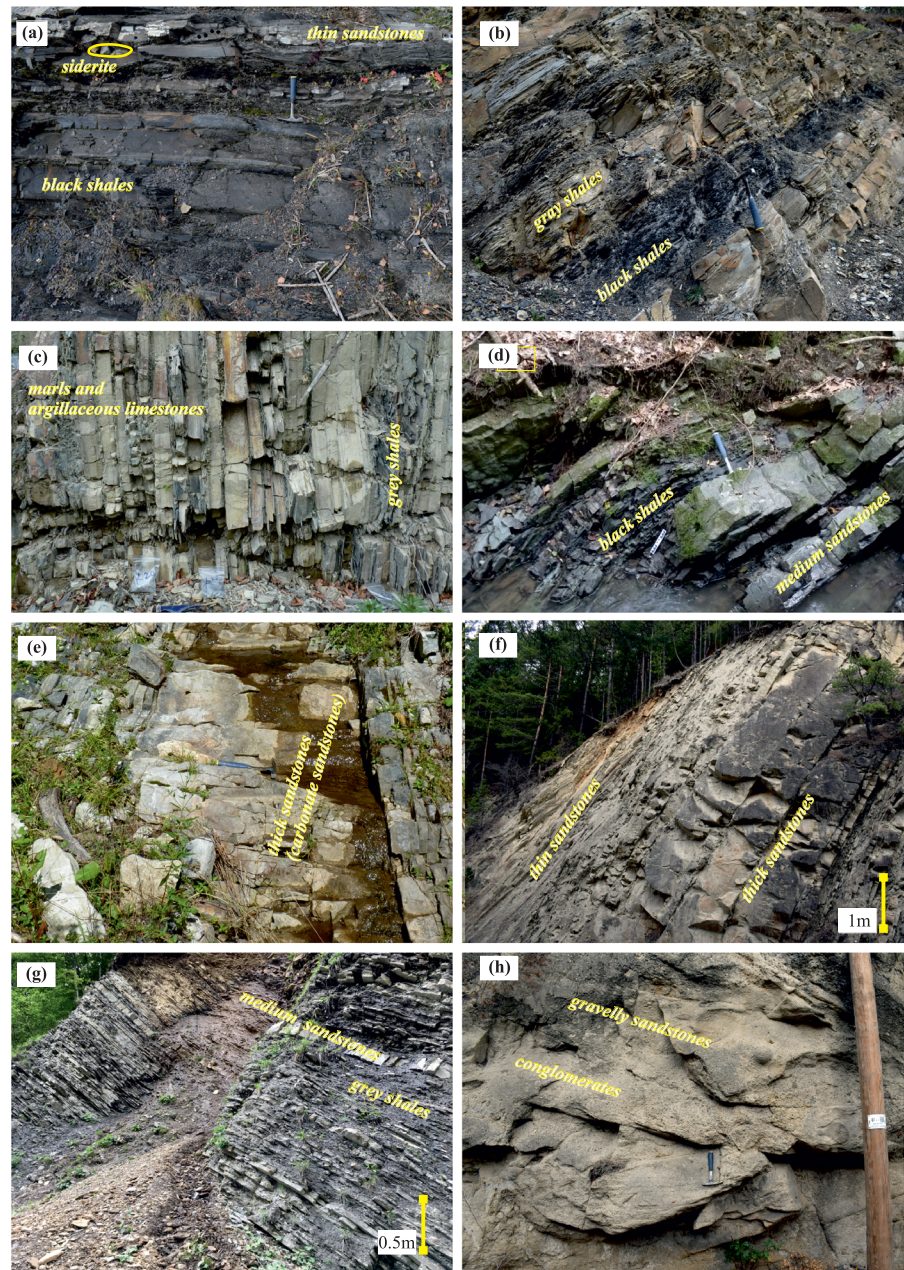 (a)
thin sandstones
siderite
black shales
(b)
gray shales
black shales
(c)
marls and
argillaceous limestones
grey shales
(d)
black shales
medium sandstones
(e)
thick sandstones
(carbonate sandstones)
(f)
thin sandstones
thick sandstones
1m
(g)
medium sandstones
grey shales
0.5m
(h)
gravelly sandstones
conglomerates